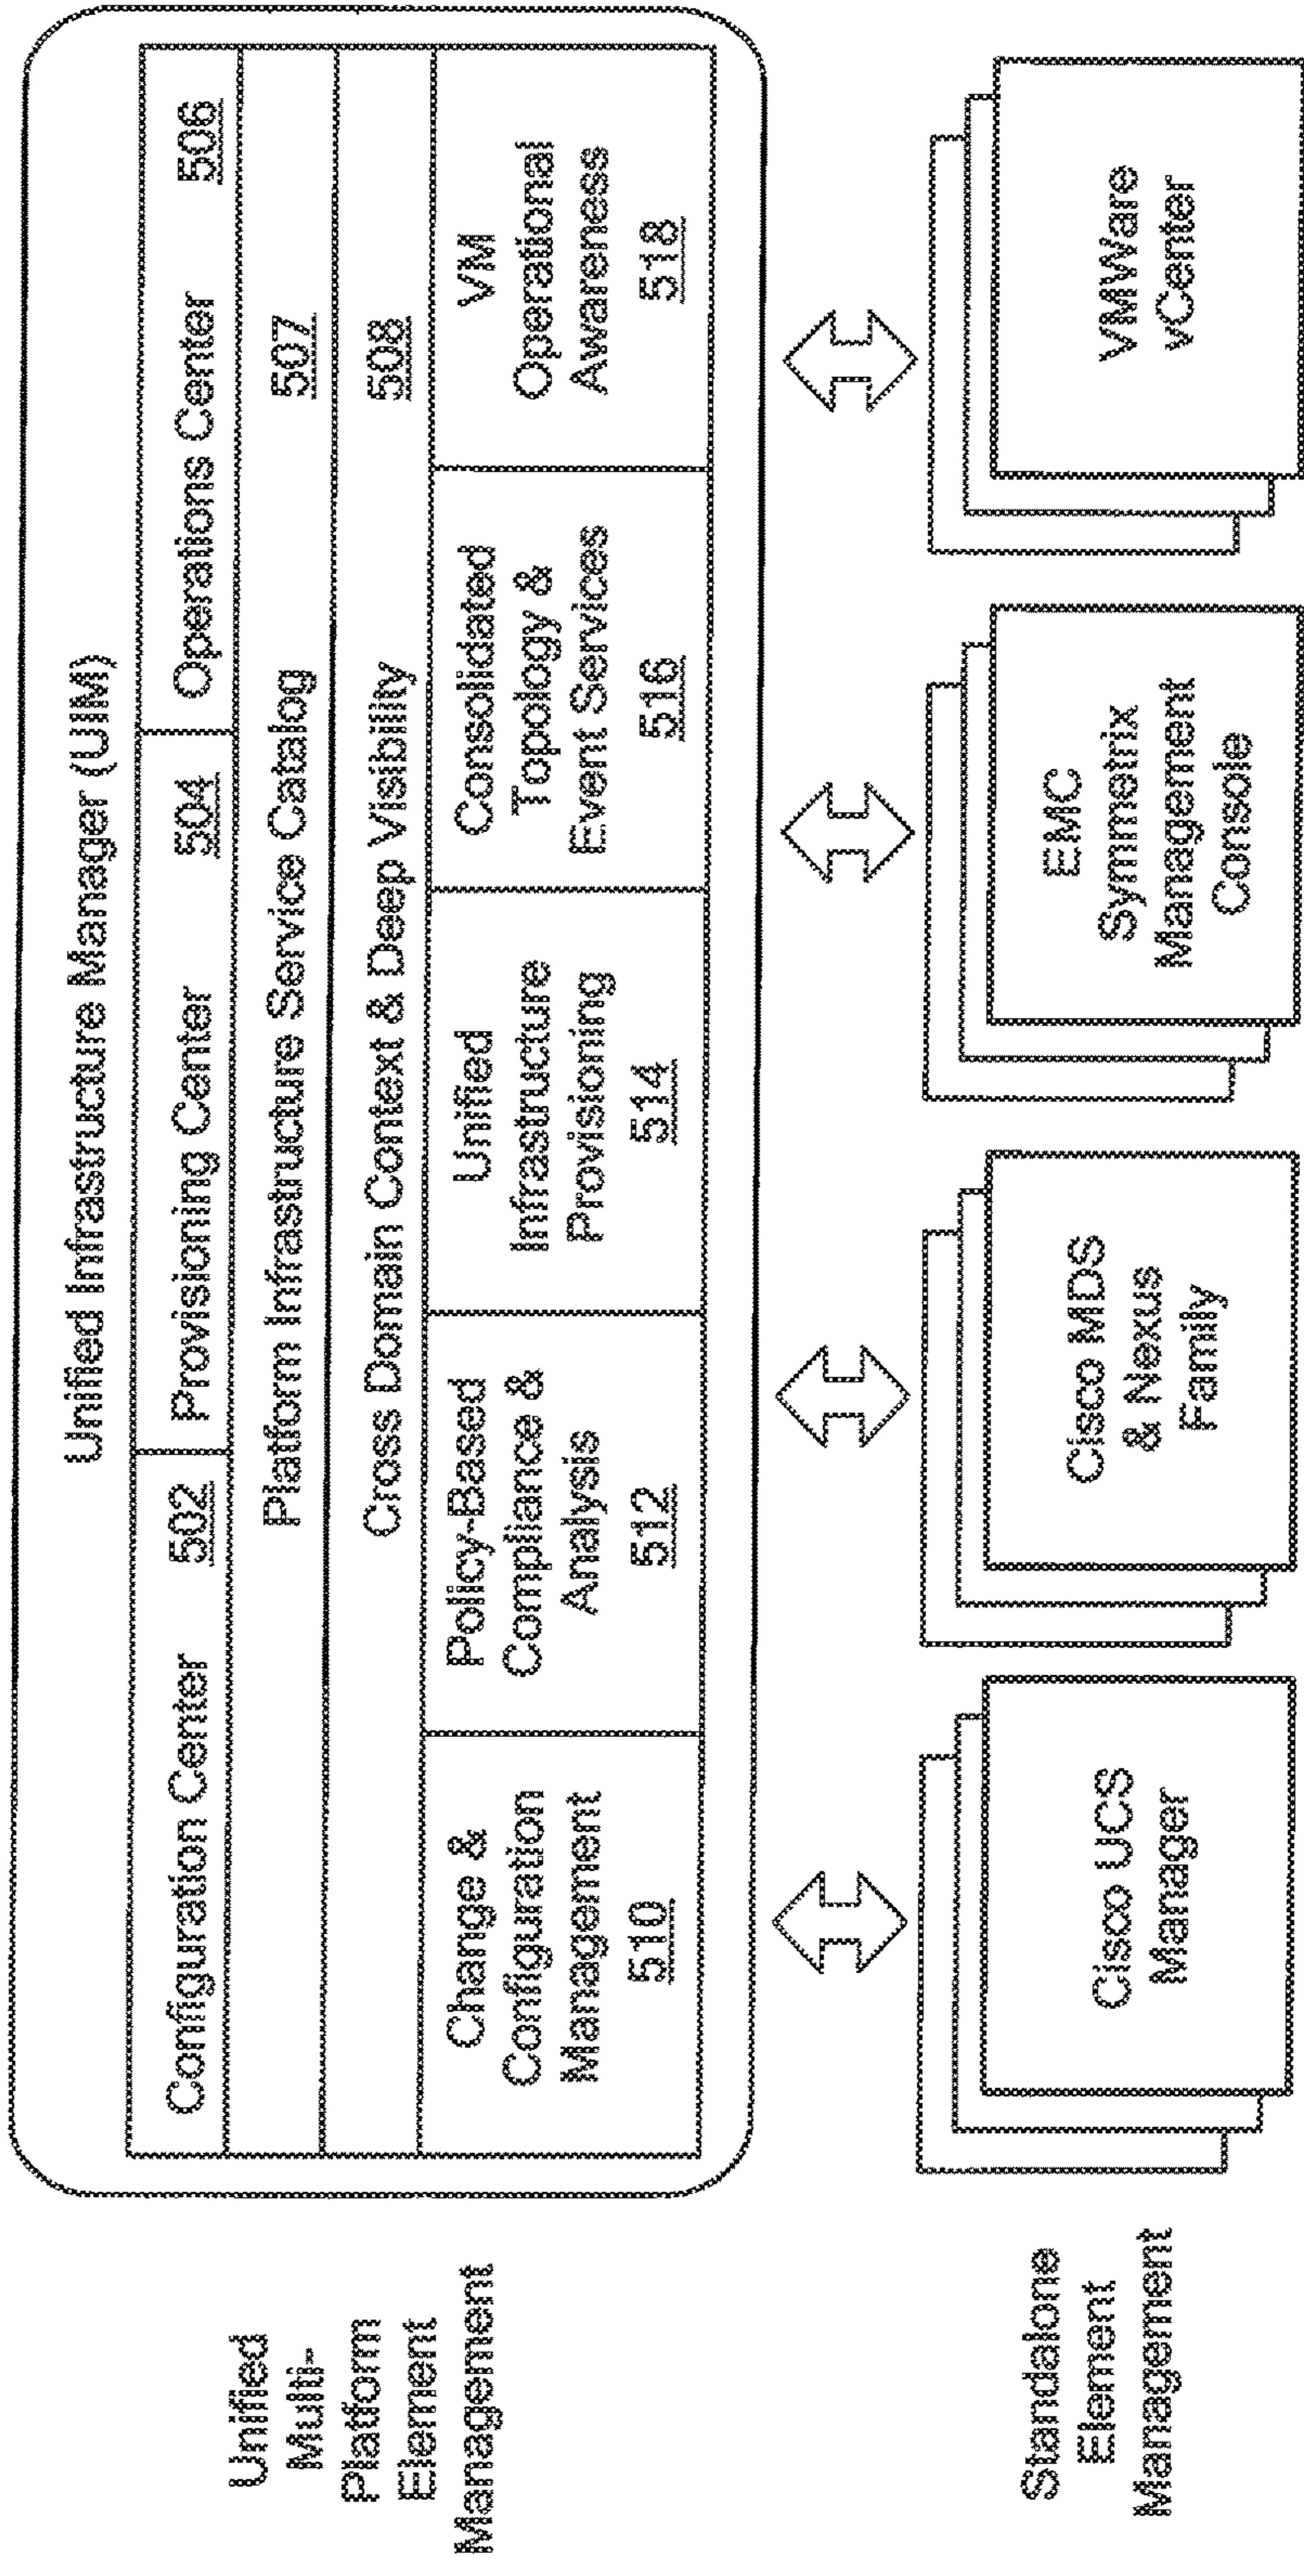 Unified Infrastructure Manager (UIM)
Configuration Center 502
Provisioning Center 504
Operations Center 506
Platform Infrastructure Service Catalog 507
Cross Domain Context & Deep Visibility 508
Change &
Configuration
Management
510
Policy-Based
Compliance &
Analysis
512
Unified
Infrastructure
Provisioning
514
Consolidated
Topology &
Event Services
516
VM
Operational
Awareness
518
Unified
Multi-
Platform
Element
Management
Cisco UCS
Manager
Cisco MDS
& Nexus
Family
EMC
Symmetrix
Management
Console
VMWare
vCenter
Standalone
Element
Management